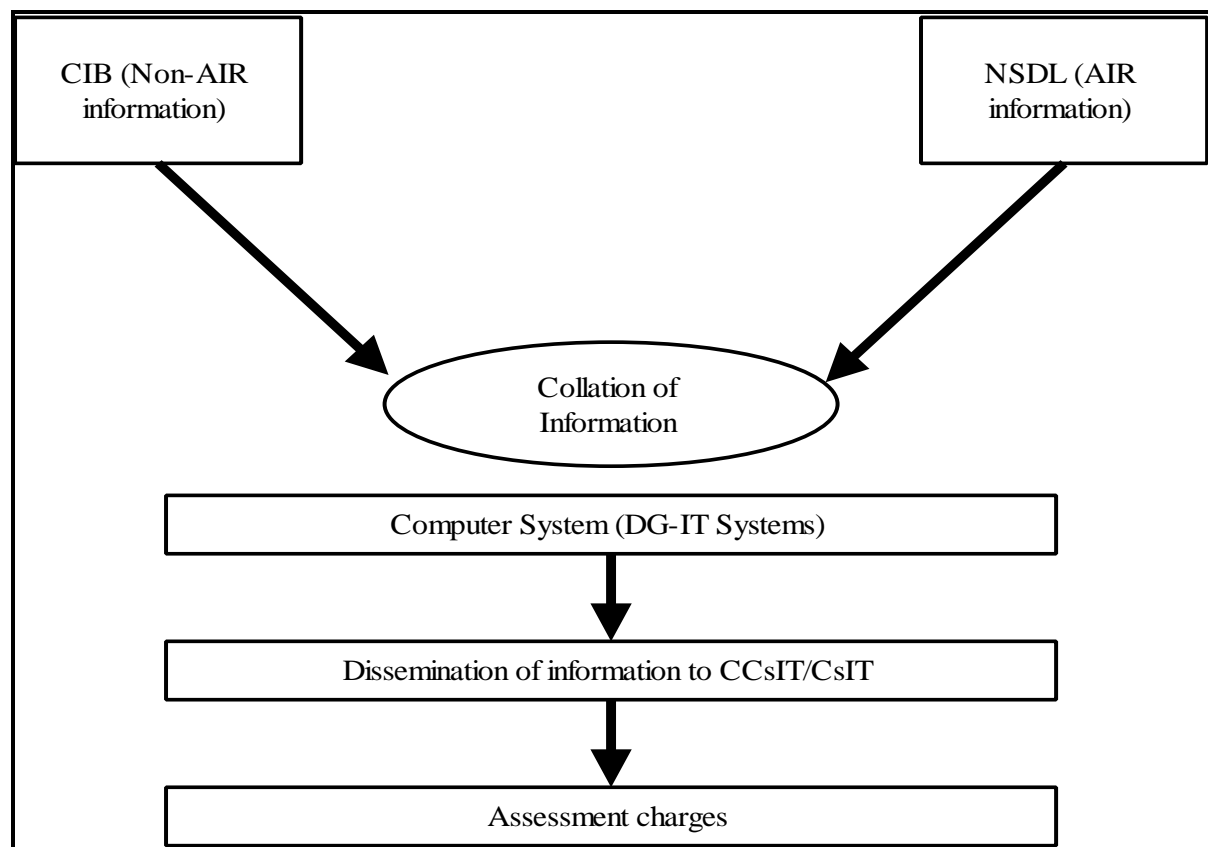 CIB (Non-AIR
information)
NSDL (AIR
information)
Collation of
Information
Computer System (DG-IT Systems)
Dissemination of information to CCsIT/CsIT
Assessment charges